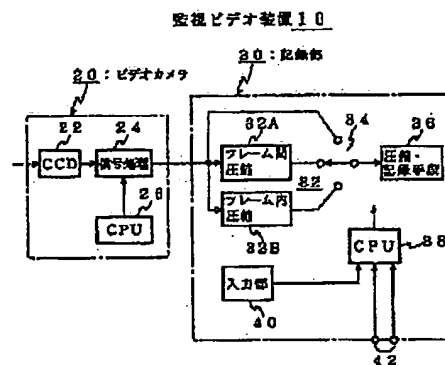 監視ビデオ装置10
20:ビデオカメラ
30:記録部
22
24
CCD
信号処理
26
CPU
32A
フレーム間
圧縮
34
36
圧縮・
記録手段
32
フレーム内
圧縮
32B
CPU
38
入力部
40
42